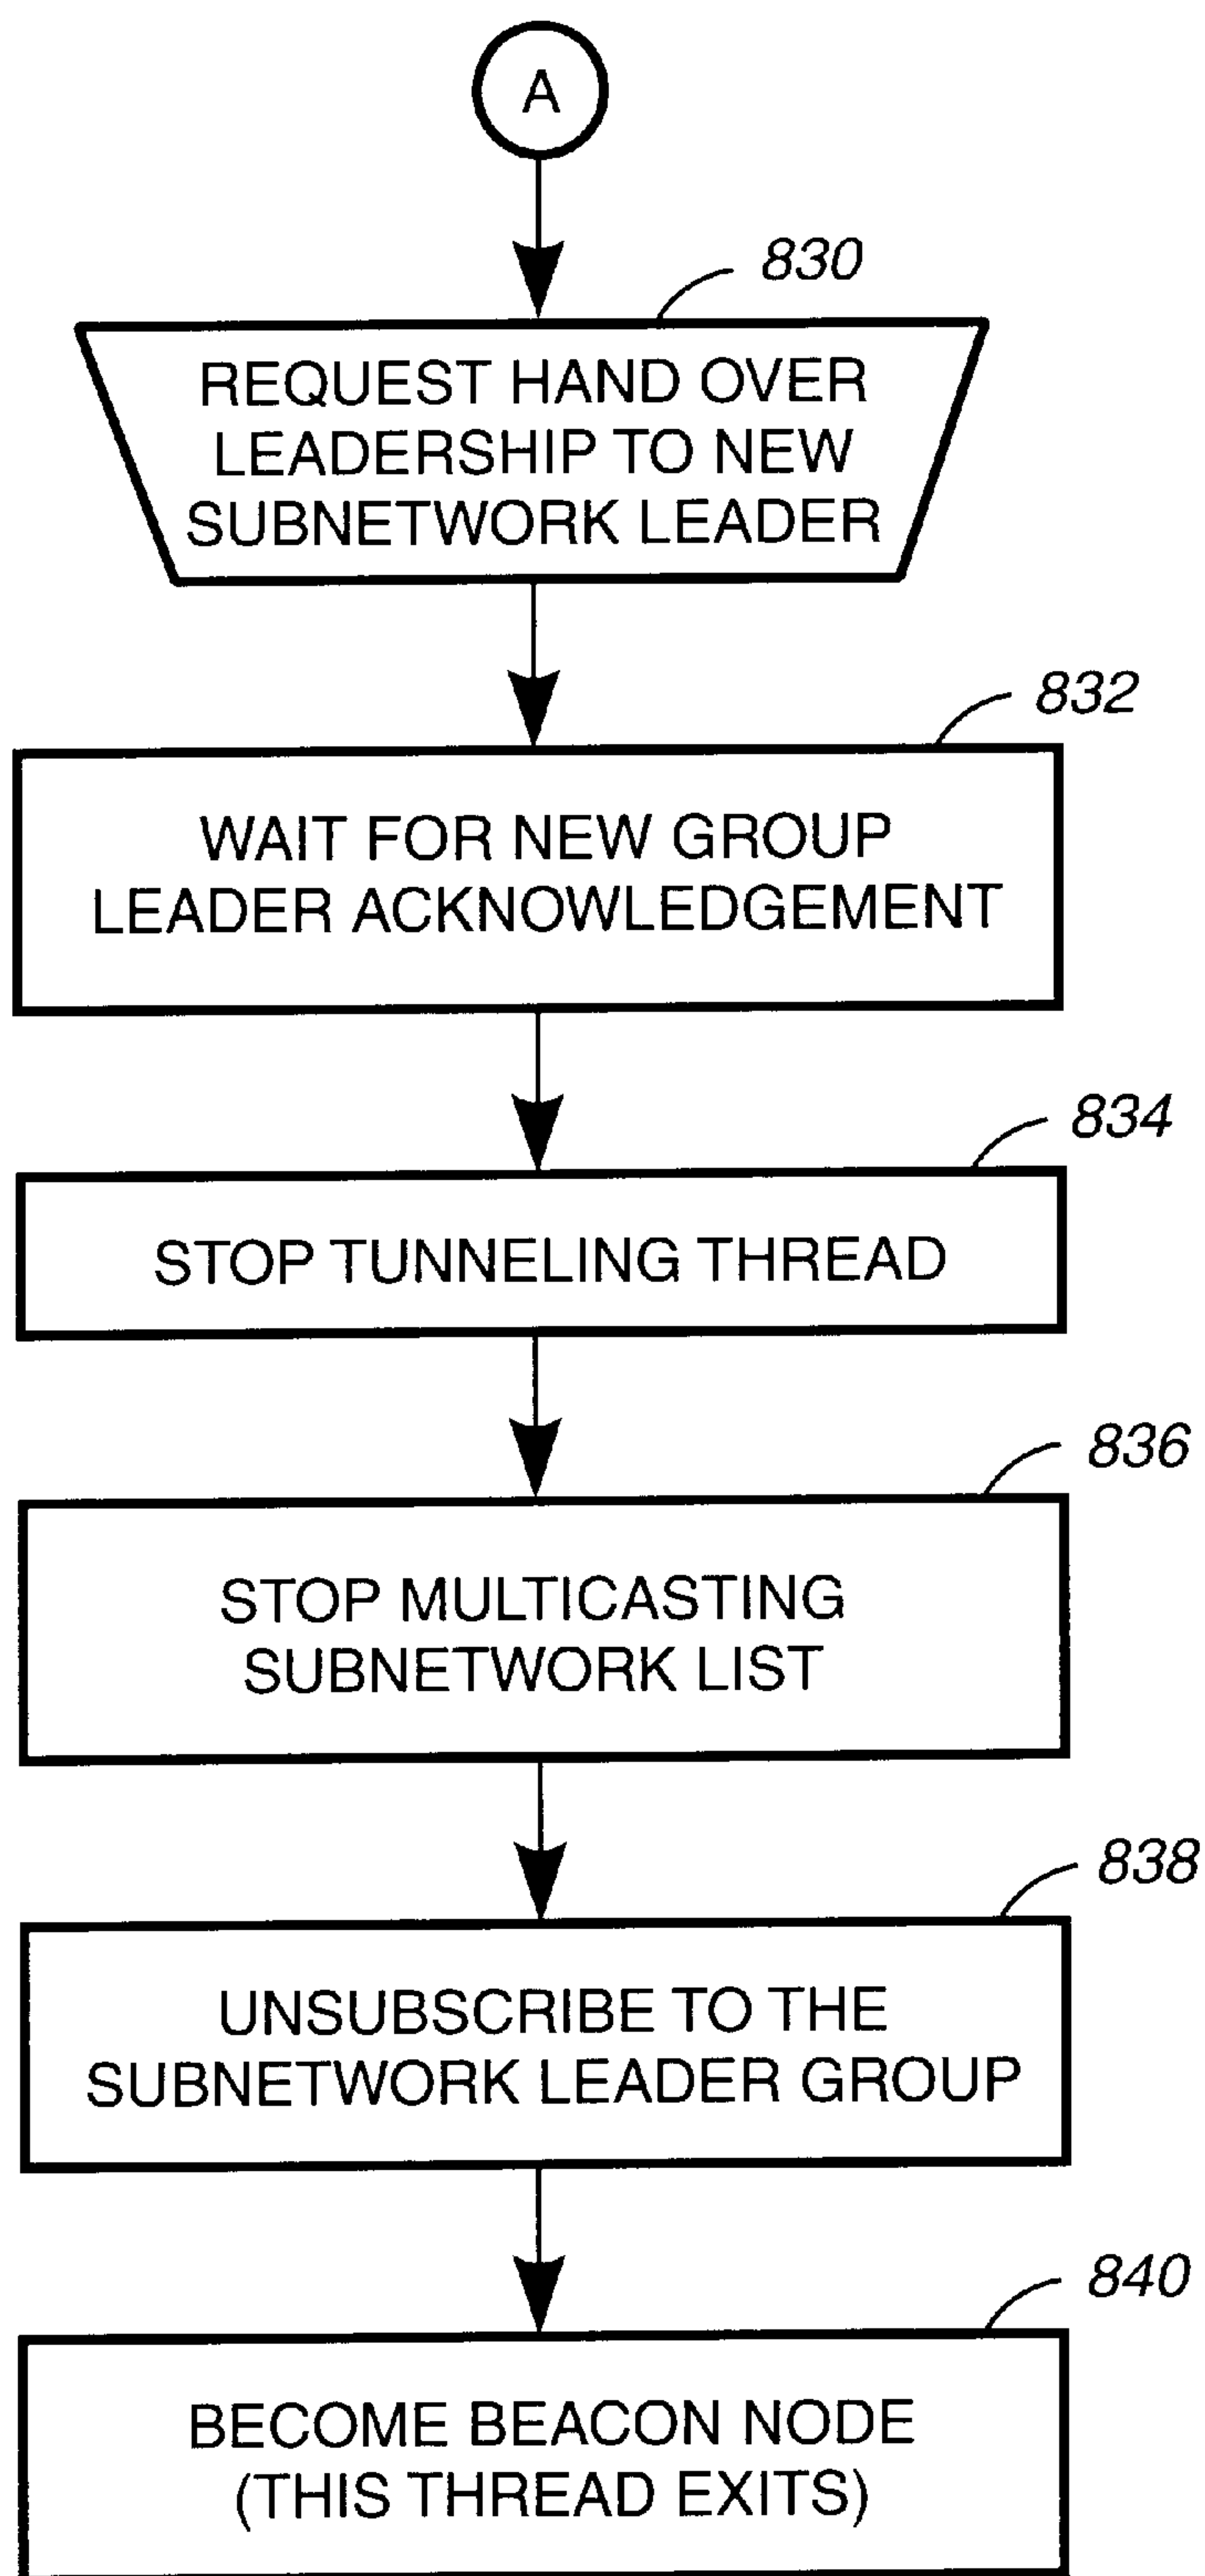 A
830
REQUEST HAND OVER
LEADERSHIP TO NEW
SUBNETWORK LEADER
832
WAIT FOR NEW GROUP
LEADER ACKNOWLEDGEMENT
834
STOP TUNNELING THREAD
836
STOP MULTICASTING
SUBNETWORK LIST
838
UNSUBSCRIBE TO THE
SUBNETWORK LEADER GROUP
840
BECOME BEACON NODE
(THIS THREAD EXITS)